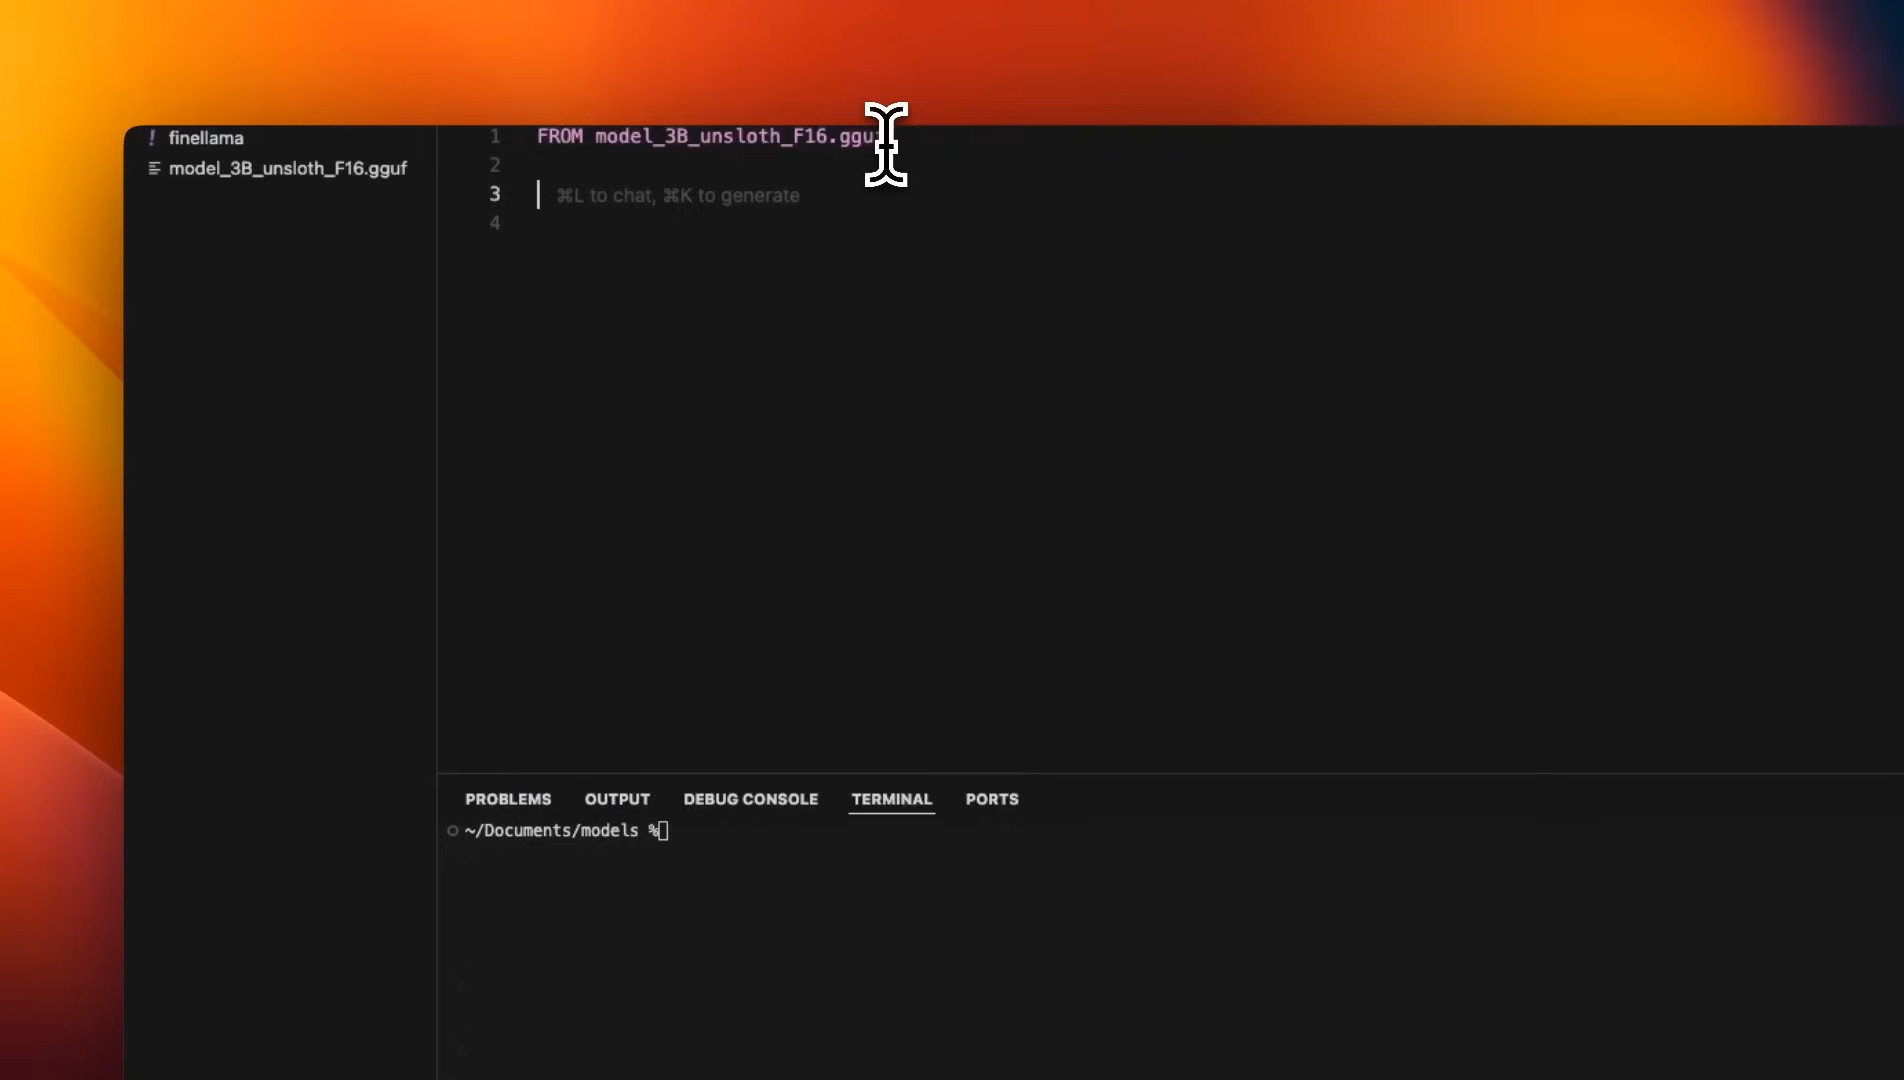 finellama
model_3B_unsloth_F16.gguf
1 FROM model_3B_unsloth_F16.gguf
2
3 ⌘L to chat, ⌘K to generate
4
PROBLEMS OUTPUT DEBUG CONSOLE TERMINAL PORTS
~/Documents/models %